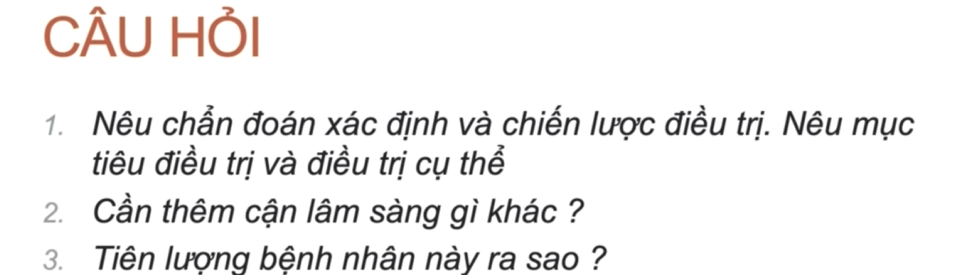 CÂU HỎI
1. Nêu chẩn đoán xác định và chiến lược điều trị. Nêu mục
tiêu điều trị và điều trị cụ thể
2. Cần thêm cận lâm sàng gì khác ?
3. Tiên lượng bệnh nhân này ra sao ?